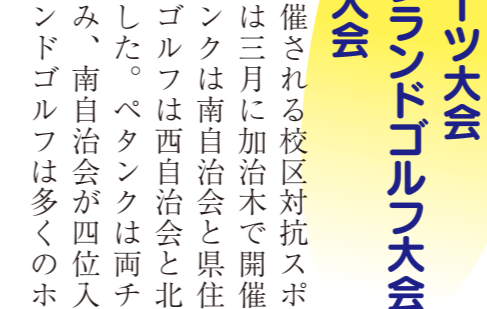 ーツ大会
ランドゴルフ大会
大会
催される校区対抗スポ
は三月に加治木で開催
ンクは南自治会と県住
ゴルフは西自治会と北
した。ペタンクは両チ
み、南自治会が四位入
ンドゴルフは多くのホ